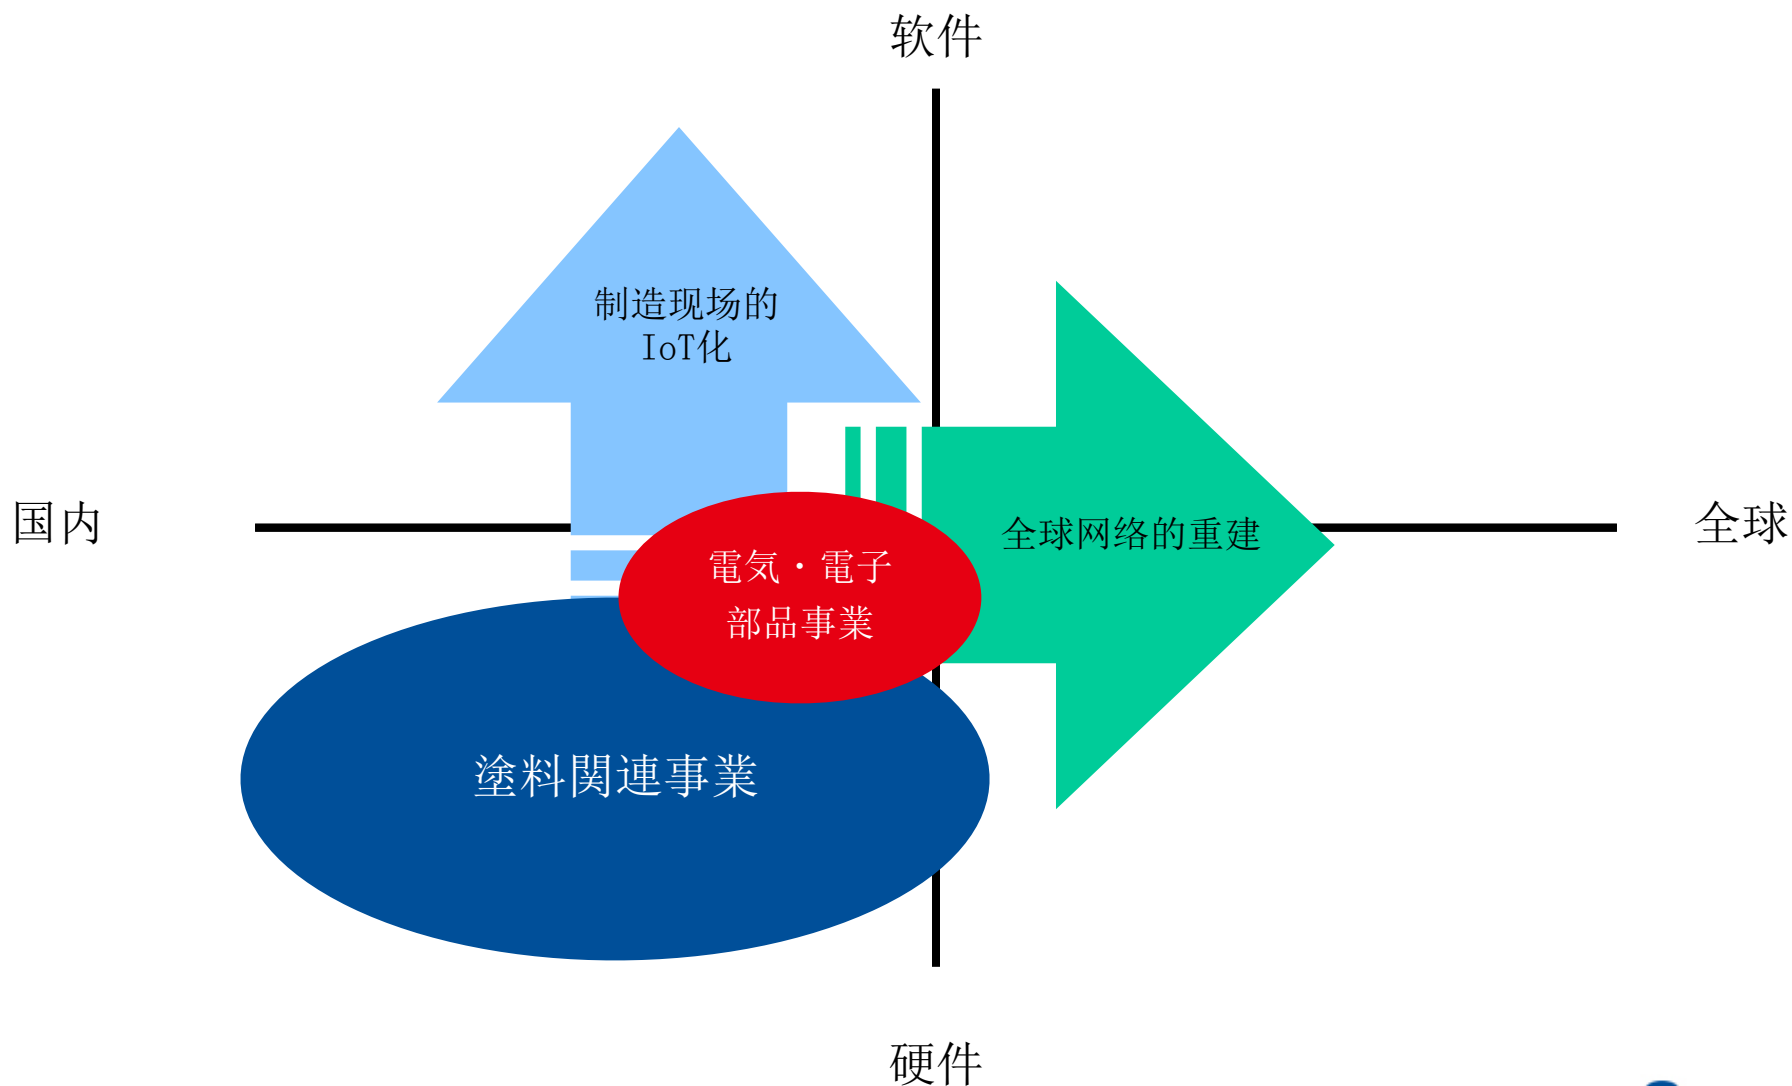 软件
制造现场的
IoT化
国内
全球网络的重建
全球
電気・電子
部品事業
塗料関連事業
硬件